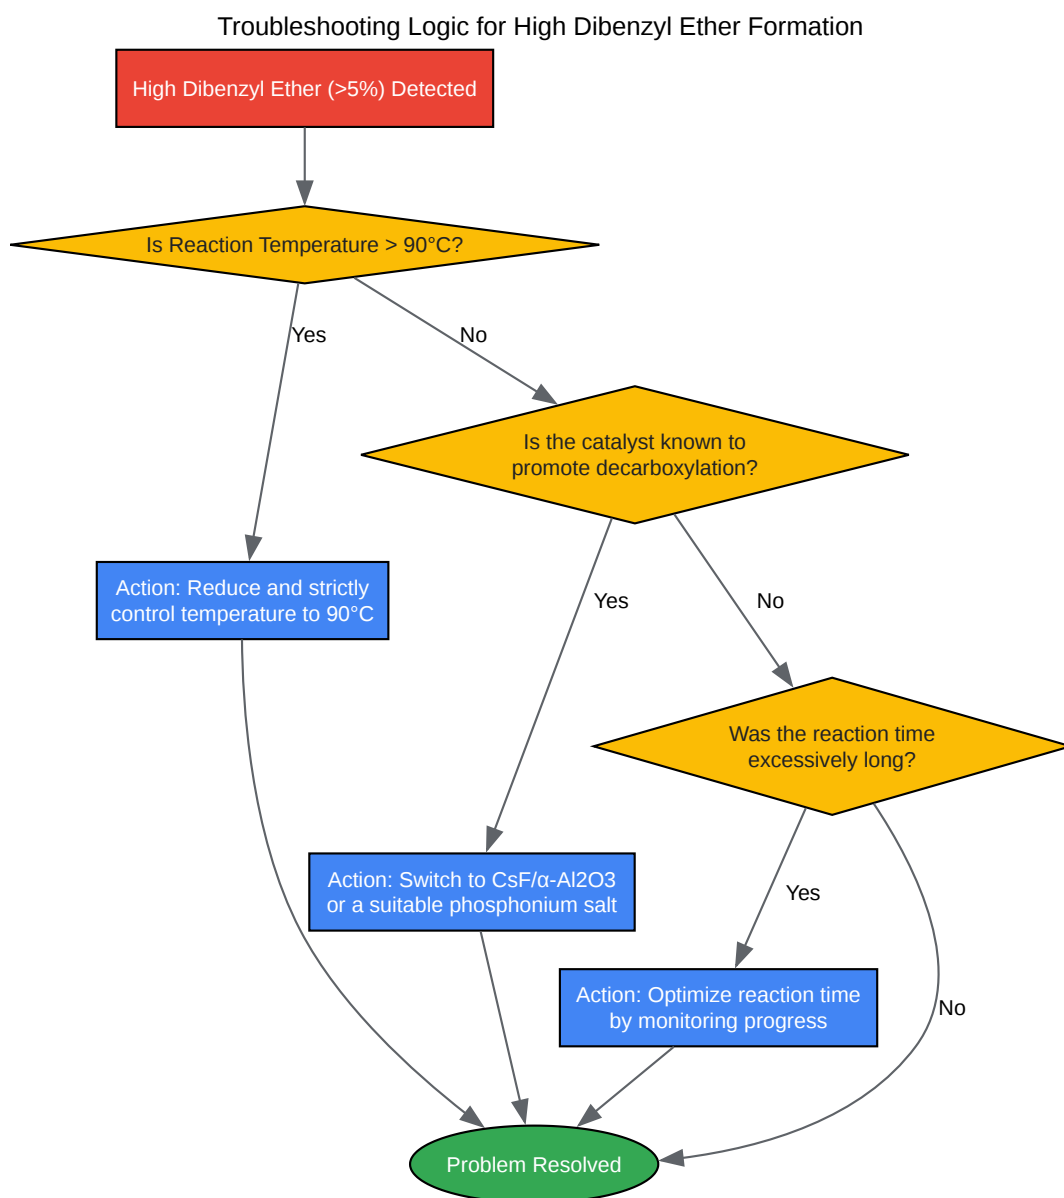 Troubleshooting Logic for High Dibenzyl Ether Formation
High Dibenzyl Ether (>5%) Detected
Is Reaction Temperature > 90°C?
Yes
No
Is the catalyst known to
promote decarboxylation?
Action: Reduce and strictly
control temperature to 90°C
Yes
No
Was the reaction time
excessively long?
Action: Switch to CsF/α-Al2O3
or a suitable phosphonium salt
Yes
Action: Optimize reaction time
by monitoring progress
No
Problem Resolved